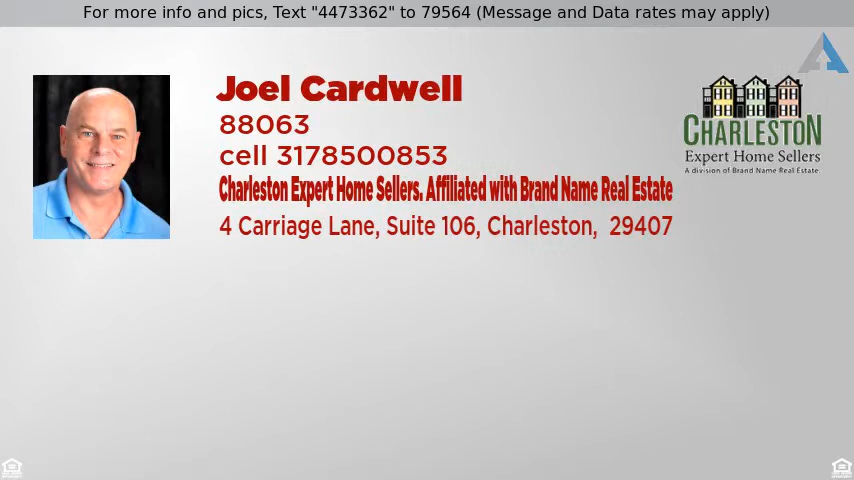 For more info and pics, Text "4473362" to 79564 (Message and Data rates may apply)
Joel Cardwell
88063
cell 3178500853
Charleston Expert Home Sellers, Affiliated with Brand Name Real Estate
4 Carriage Lane, Suite 106, Charleston,  29407
CHARLESTON
Expert Home Sellers
A division of Brand Name Real Estate.